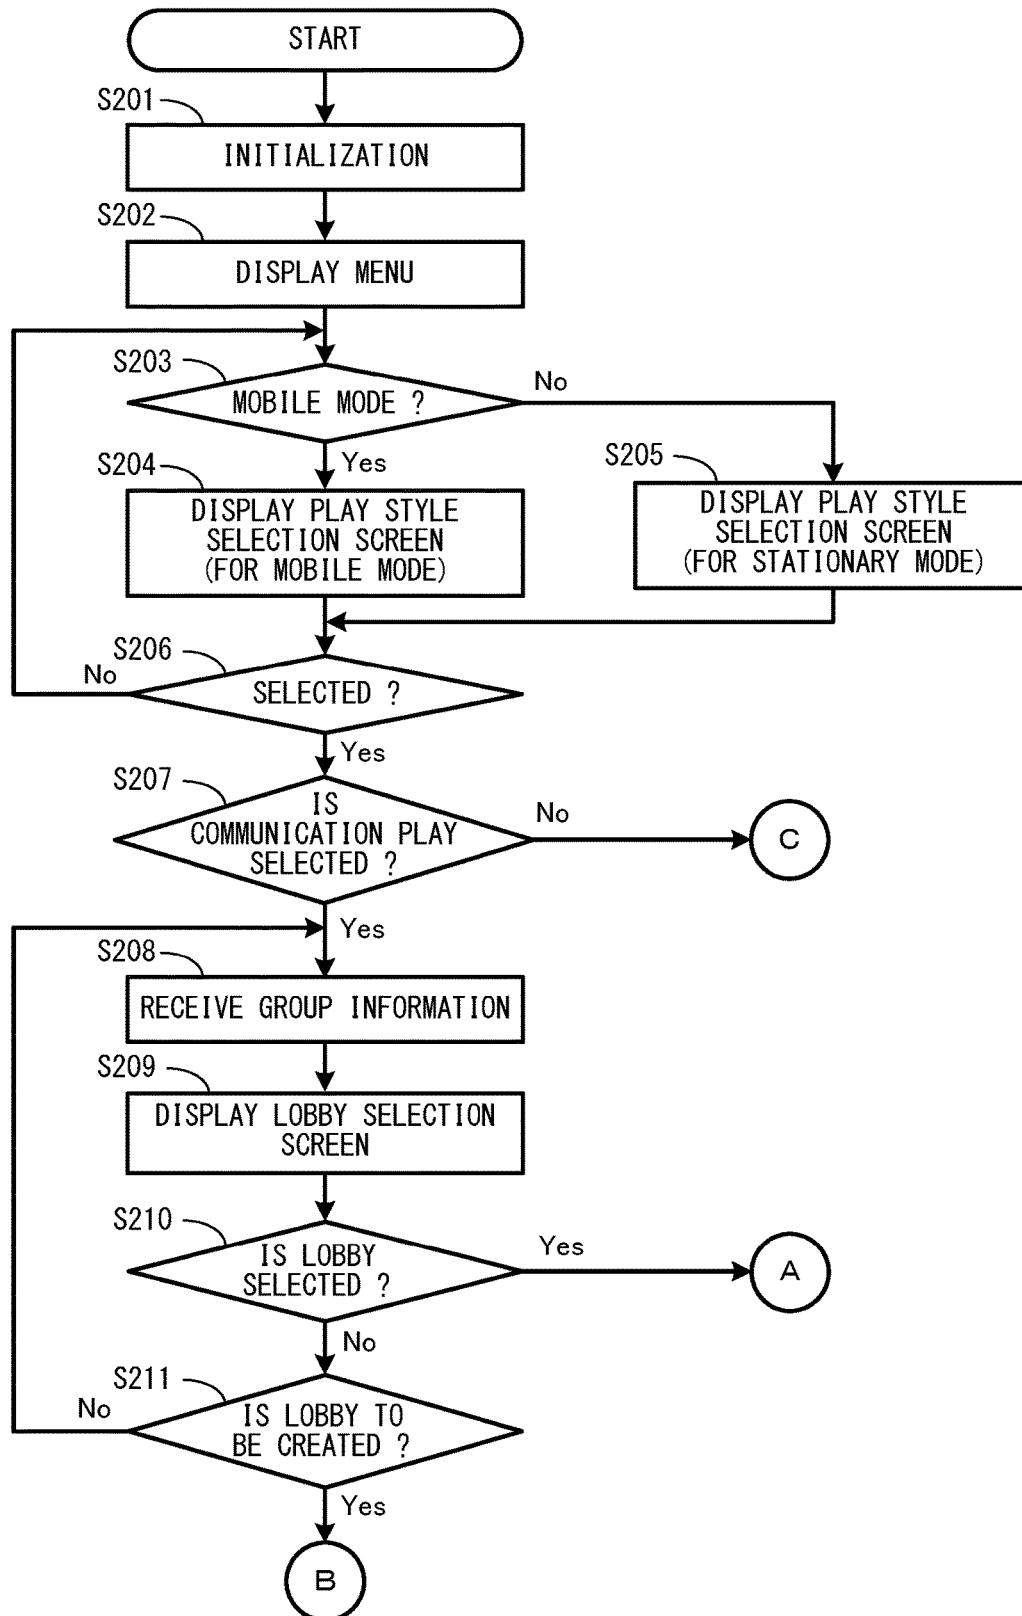 START
S201
INITIALIZATION
S202
DISPLAY MENU
S203
MOBILE MODE ?
No
Yes
S204
DISPLAY PLAY STYLE
SELECTION SCREEN
(FOR MOBILE MODE)
S205
DISPLAY PLAY STYLE
SELECTION SCREEN
(FOR STATIONARY MODE)
S206
No
SELECTED ?
Yes
S207
IS
COMMUNICATION PLAY
SELECTED ?
No
C
Yes
S208
RECEIVE GROUP INFORMATION
S209
DISPLAY LOBBY SELECTION
SCREEN
S210
IS LOBBY
SELECTED ?
Yes
A
No
S211
No
IS LOBBY TO
BE CREATED ?
Yes
B